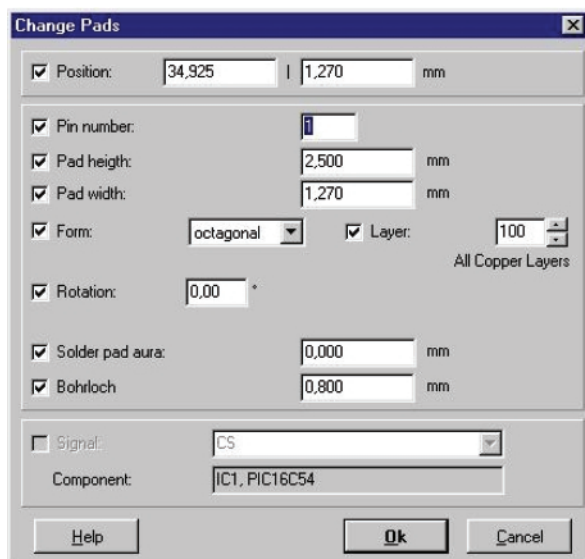 Change Pads
Position: 34,925 | 1,270 mm
Pin number: 1
Pad heigth: 2,500 mm
Pad width: 1,270 mm
Form: octagonal Layer: 100
All Copper Layers
Rotation: 0,00 °
Solder pad aura: 0,000 mm
Bohrloch 0,800 mm
Signal: CS
Component: IC1, PIC16C54
Help Ok Cancel